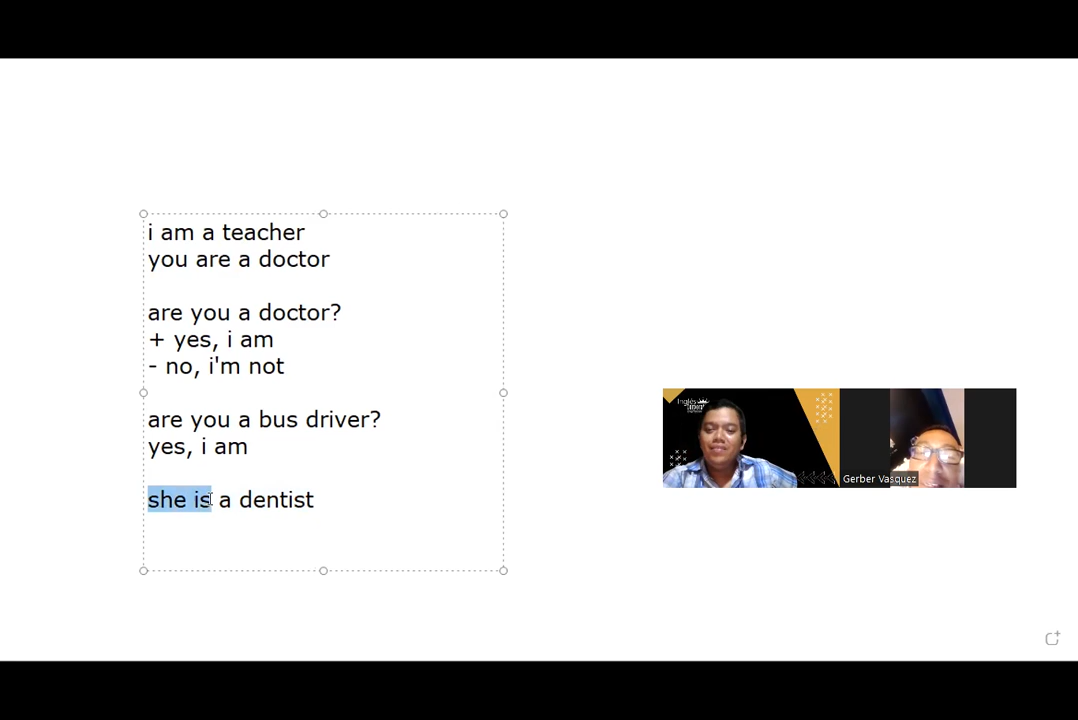 i am a teacher
you are a doctor
are you a doctor?
+ yes, i am
- no, i'm not
are you a bus driver?
yes, i am
she is a dentist
Inglés
Gerber Vasquez